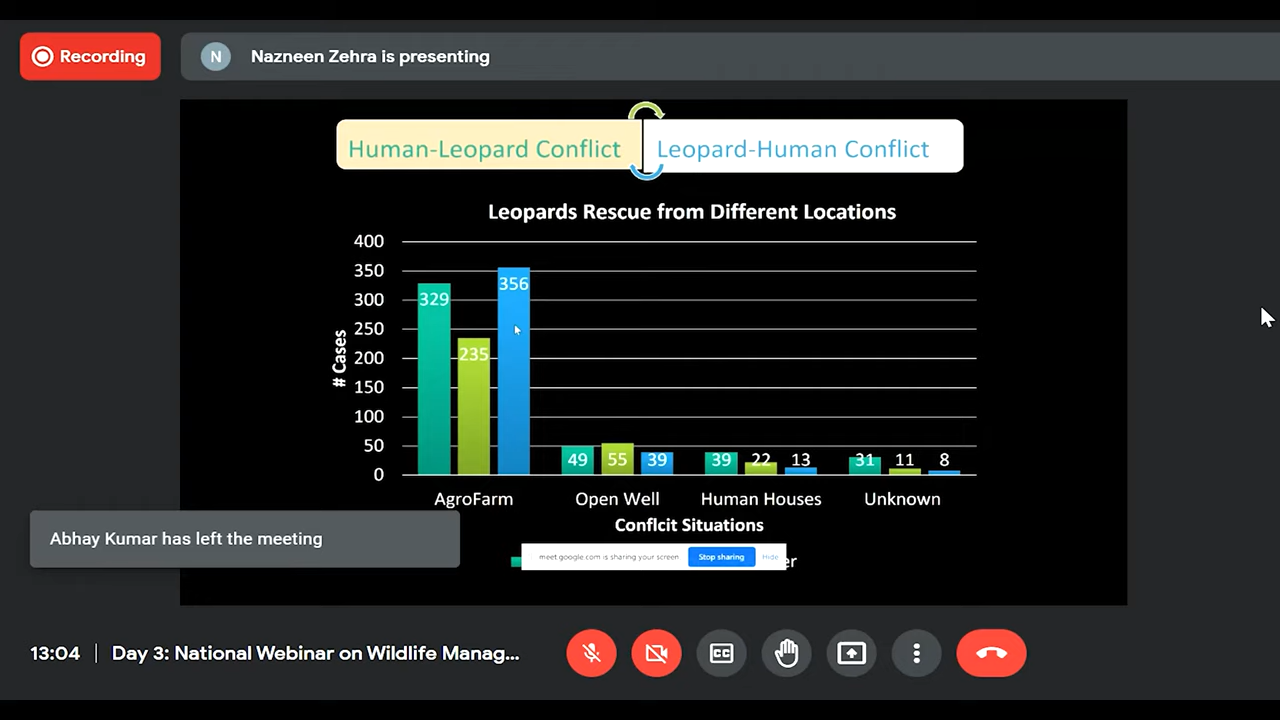 Recording
N Nazneen Zehra is presenting
Human-Leopard Conflict Leopard-Human Conflict
Leopards Rescue from Different Locations
400
350
300
250
200
150
100
50
0
# Cases
329 235 356
49 55 39
39 22 13
31 11 8
AgroFarm Open Well Human Houses Unknown
Conflcit Situations
meet.google.com is sharing your screen Stop sharing Hide
Abhay Kumar has left the meeting
13:04 | Day 3: National Webinar on Wildlife Manag...
CC